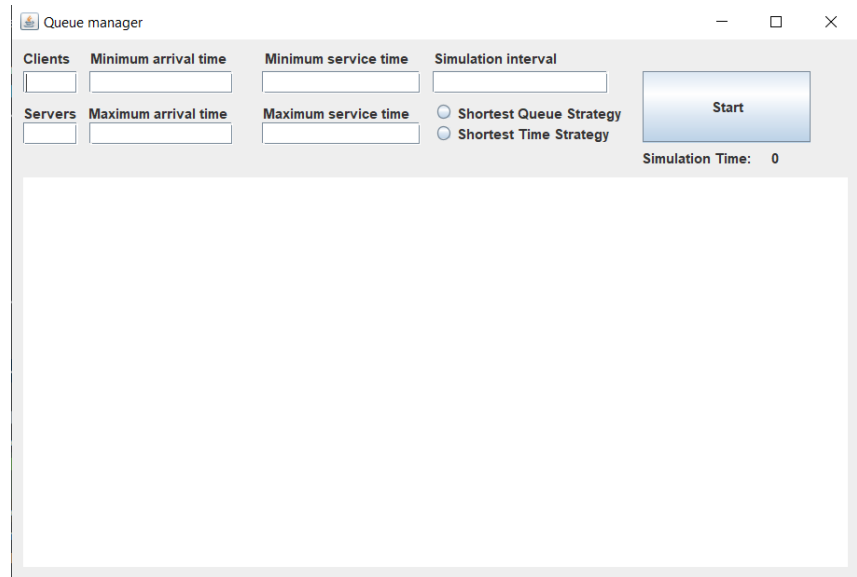 Queue manager
Clients Minimum arrival time Minimum service time Simulation interval
Start
Servers Maximum arrival time Maximum service time Shortest Queue Strategy
Shortest Time Strategy
Simulation Time: 0